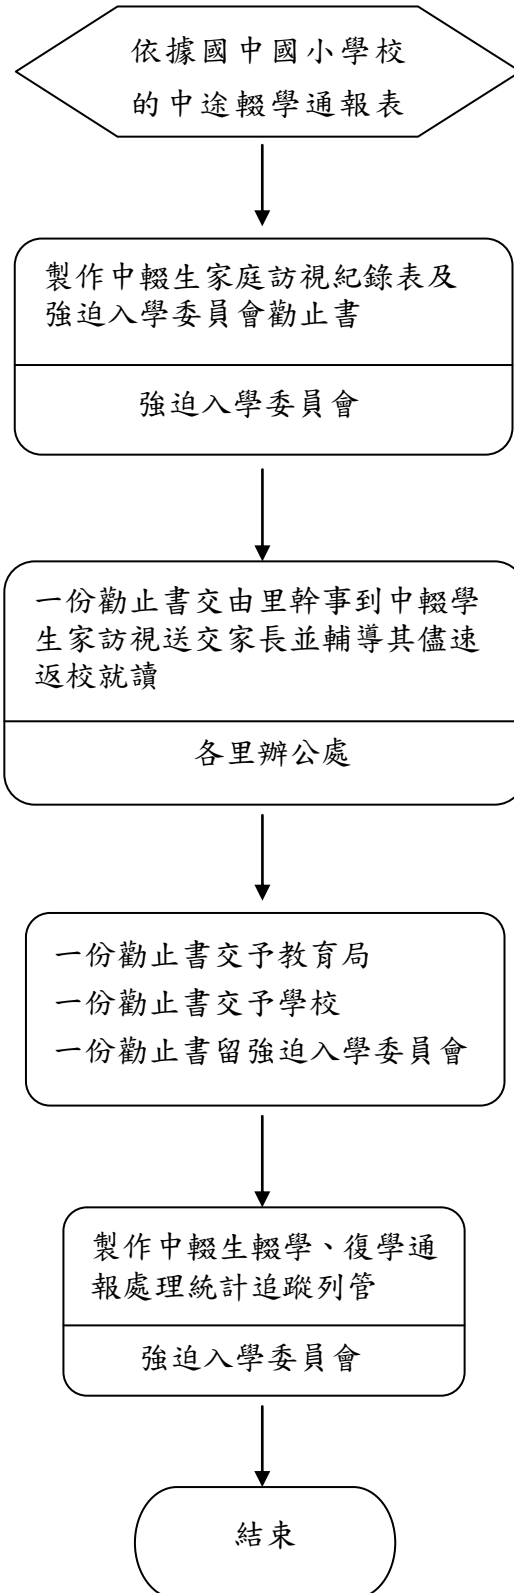 依據國中國小學校
的中途輟學通報表
製作中輟生家庭訪視紀錄表及
強迫入學委員會勸止書
強迫入學委員會
一份勸止書交由里幹事到中輟學
生家訪視送交家長並輔導其儘速
返校就讀
各里辦公處
一份勸止書交予教育局
一份勸止書交予學校
一份勸止書留強迫入學委員會
製作中輟生輟學、復學通
報處理統計追蹤列管
強迫入學委員會
結束